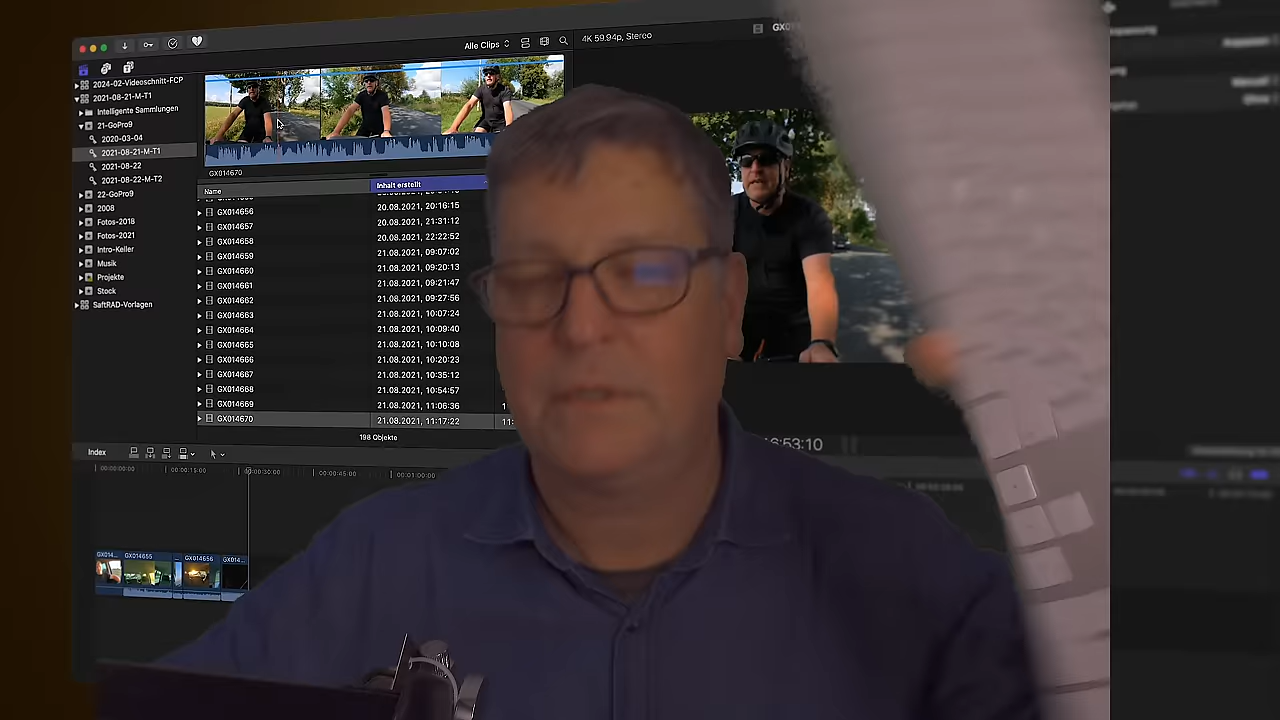 Alle Clips
4K 59.94p, Stereo
2024-02-Videoschnitt-FCP
2021-08-21-M-T1
Intelligente Sammlungen
21-GoPro9
2020-03-04
2021-08-21-M-T1
2021-08-22
2021-08-22-M-T2
22-GoPro9
2008
Fotos-2018
Fotos-2021
Intro-Keller
Musik
Projekte
Stock
SaftRAD-Vorlagen
GX014670
Name Inhalt erstellt
GX014656 20.08.2021, 20:16:15
GX014657 20.08.2021, 21:31:12
GX014658 20.08.2021, 22:22:52
GX014659 21.08.2021, 09:07:02
GX014660 21.08.2021, 09:20:13
GX014661 21.08.2021, 09:21:47
GX014662 21.08.2021, 09:27:56
GX014663 21.08.2021, 10:07:24
GX014664 21.08.2021, 10:09:40
GX014665 21.08.2021, 10:10:08
GX014666 21.08.2021, 10:20:23
GX014667 21.08.2021, 10:35:12
GX014668 21.08.2021, 10:54:57
GX014669 21.08.2021, 11:06:36
GX014670 21.08.2021, 11:17:22
198 Objekte
6:53:10
Index
00:00:00:00 00:00:15:00 00:00:30:00 00:00:45:00 00:01:00:00
GX014... GX014655 GX014656 GX014...